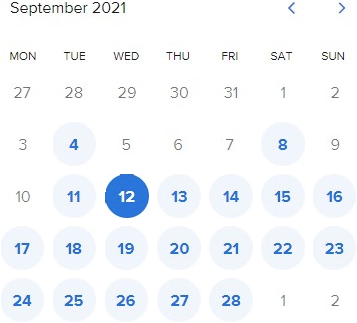 September 2021
MON TUE WED THU FRI SAT SUN
27 28 29 30 31 1 2
3 4 5 6 7 8 9
10 11 12 13 14 15 16
17 18 19 20 21 22 23
24 25 26 27 28 1 2